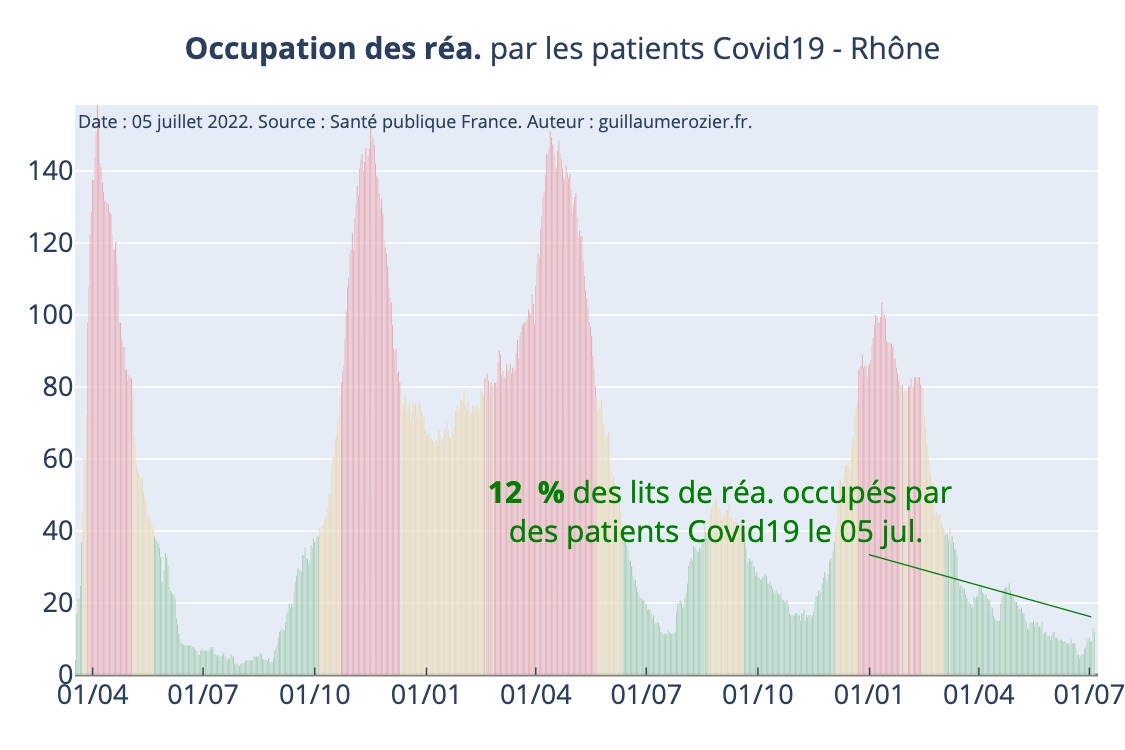 Occupation des réa. par les patients Covid19 - Rhône
Date : 05 juillet 2022. Source : Santé publique France. Auteur : guillaumerozier.fr.
140
120
100
80
60
40
20
0
12 % des lits de réa. occupés par
des patients Covid19 le 05 jul.
01/04 01/07 01/10 01/01 01/04 01/07 01/10 01/01 01/04 01/07